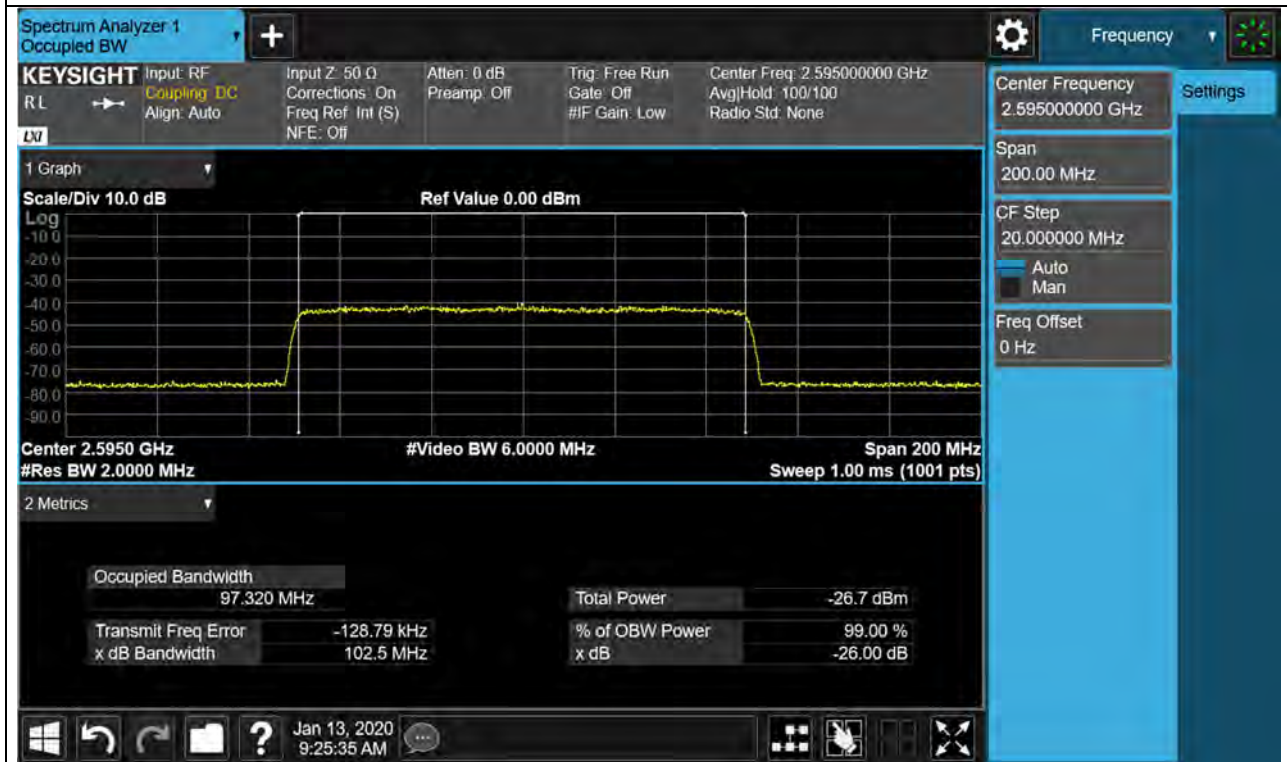 Spectrum Analyzer 1
Occupied BW
+
Frequency
KEYSIGHT
RL
LXI
Input: RF
Coupling: DC
Align: Auto
Input Z: 50 Ω
Corrections: On
Freq Ref: Int (S)
NFE: Off
Atten: 0 dB
Preamp: Off
Trig: Free Run
Gate: Off
#IF Gain: Low
Center Freq: 2.595000000 GHz
Avg|Hold: 100/100
Radio Std: None
Center Frequency
2.595000000 GHz
Settings
Span
200.00 MHz
CF Step
20.000000 MHz
Auto
Man
Freq Offset
0 Hz
1 Graph
Scale/Div 10.0 dB
Ref Value 0.00 dBm
Log
-10.0
-20.0
-30.0
-40.0
-50.0
-60.0
-70.0
-80.0
-90.0
Center 2.5950 GHz
#Video BW 6.0000 MHz
Span 200 MHz
#Res BW 2.0000 MHz
Sweep 1.00 ms (1001 pts)
2 Metrics
Occupied Bandwidth
97.320 MHz
Total Power -26.7 dBm
Transmit Freq Error -128.79 kHz
% of OBW Power 99.00 %
x dB Bandwidth 102.5 MHz
x dB -26.00 dB
?
Jan 13, 2020
9:25:35 AM